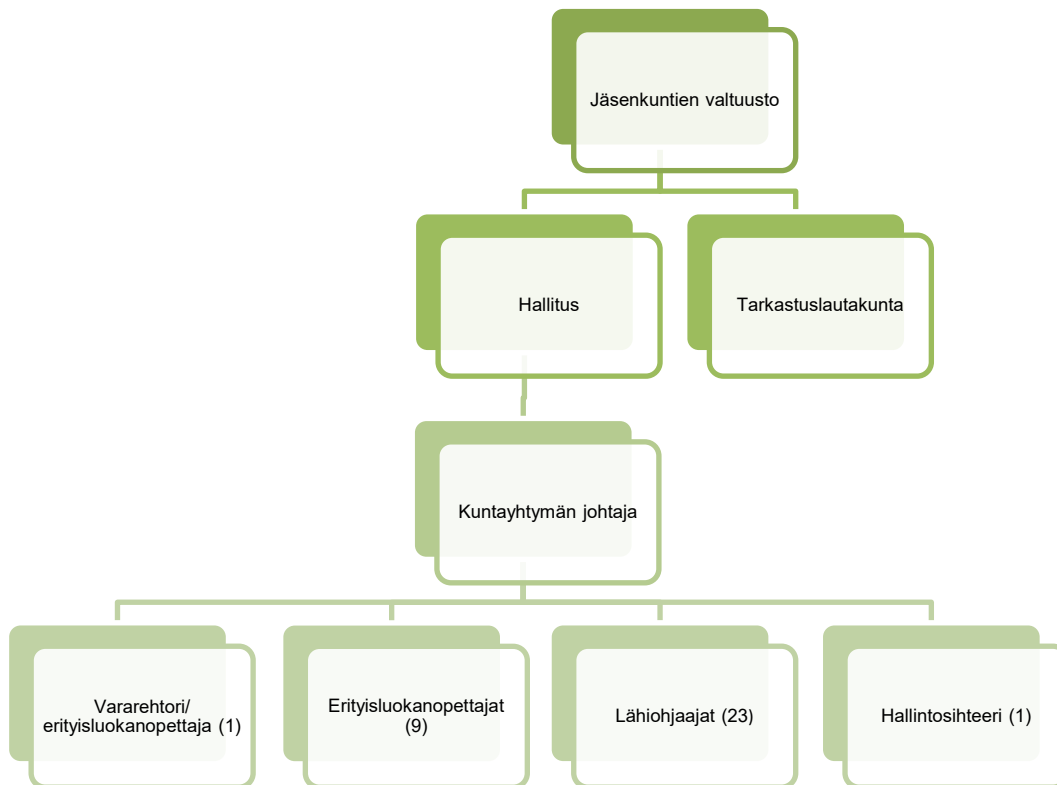 Jäsenkuntien valtuusto
Hallitus
Tarkastuslautakunta
Kuntayhtymän johtaja
Vararehtori/
erityisluokanopettaja (1)
Erityisluokanopettajat
(9)
Lähiohjaajat (23)
Hallintosihteeri (1)